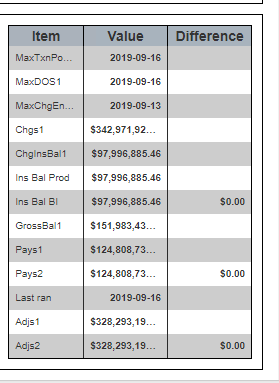 Item Value Difference
MaxTxnPo... 2019-09-16
MaxDOS1 2019-09-16
MaxChgEn... 2019-09-13
Chgs1 $342,971,92...
ChgInsBal1 $97,996,885.46
Ins Bal Prod $97,996,885.46
Ins Bal BI $97,996,885.46 $0.00
GrossBal1 $151,983,43...
Pays1 $124,808,73...
Pays2 $124,808,73... $0.00
Last ran 2019-09-16
Adjs1 $328,293,19...
Adjs2 $328,293,19... $0.00